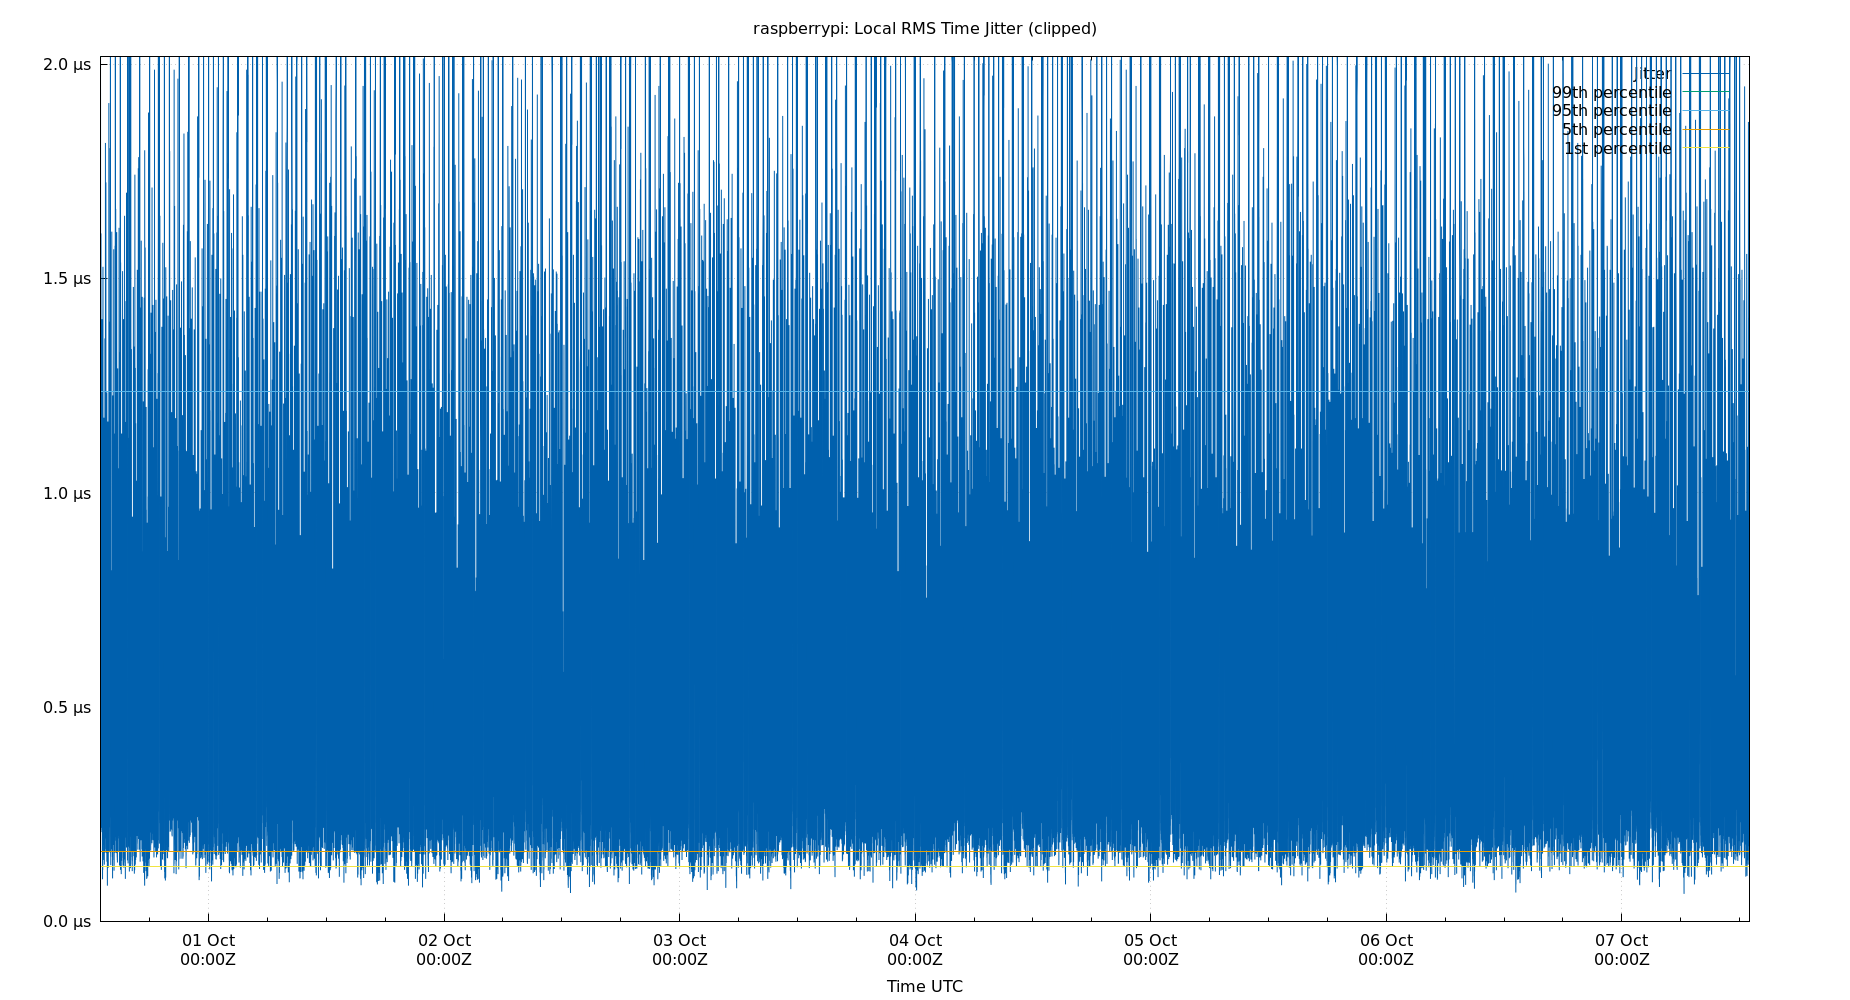 raspberrypi: Local RMS Time Jitter (clipped)
2.0 µs
1.5 µs
1.0 µs
0.5 µs
0.0 µs
Jitter
99th percentile
95th percentile
5th percentile
1st percentile
01 Oct
00:00Z
02 Oct
00:00Z
03 Oct
00:00Z
04 Oct
00:00Z
05 Oct
00:00Z
06 Oct
00:00Z
07 Oct
00:00Z
Time UTC